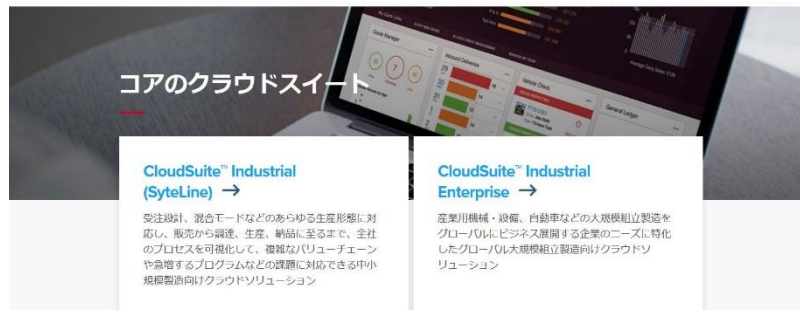 Guide Manager
Inbound Deliveries
Vehicle Check
General Ledger
コアのクラウドスイート
CloudSuite™ Industrial
(SyteLine) →
受注設計、混合モードなどのあらゆる生産形態に対
応し、販売から調達、生産、納品に至るまで、全社
のプロセスを可視化して、複雑なバリューチェーン
や急増するプログラムなどの課題に対応できる中小
規模製造向けクラウドソリューション
CloudSuite™ Industrial
Enterprise →
産業用機械・設備、自動車などの大規模組立製造を
グローバルにビジネス展開する企業のニーズに特化
したグローバル大規模組立製造向けクラウドソ
リューション